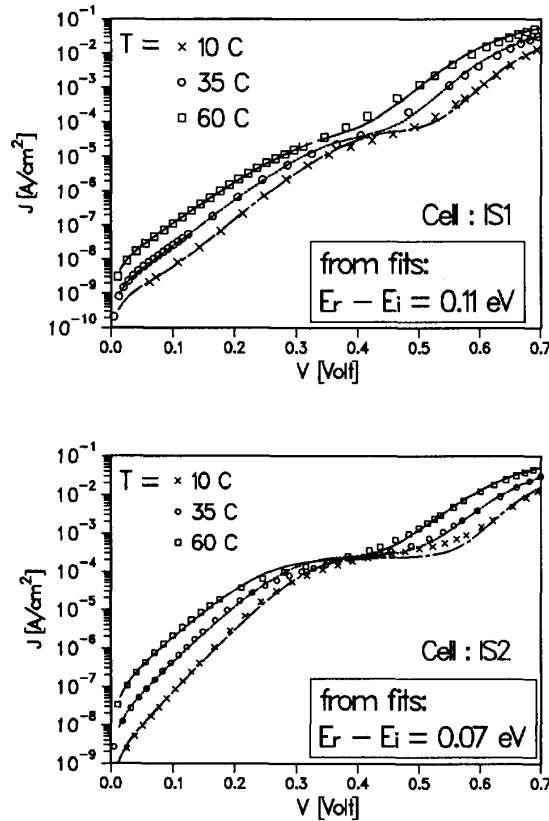 10⁻¹
10⁻²
10⁻³
10⁻⁴
10⁻⁵
10⁻⁶
10⁻⁷
10⁻⁸
10⁻⁹
10⁻¹⁰
J [A/cm²]
T = × 10 C
○ 35 C
□ 60 C
Cell : IS1
from fits:
Er – Ei = 0.11 eV
0.0 0.1 0.2 0.3 0.4 0.5 0.6 0.7
V [Volt]
10⁻¹
10⁻²
10⁻³
10⁻⁴
10⁻⁵
10⁻⁶
10⁻⁷
10⁻⁸
10⁻⁹
J [A/cm²]
T = × 10 C
○ 35 C
□ 60 C
Cell : IS2
from fits:
Er – Ei = 0.07 eV
0.0 0.1 0.2 0.3 0.4 0.5 0.6 0.7
V [Volt]